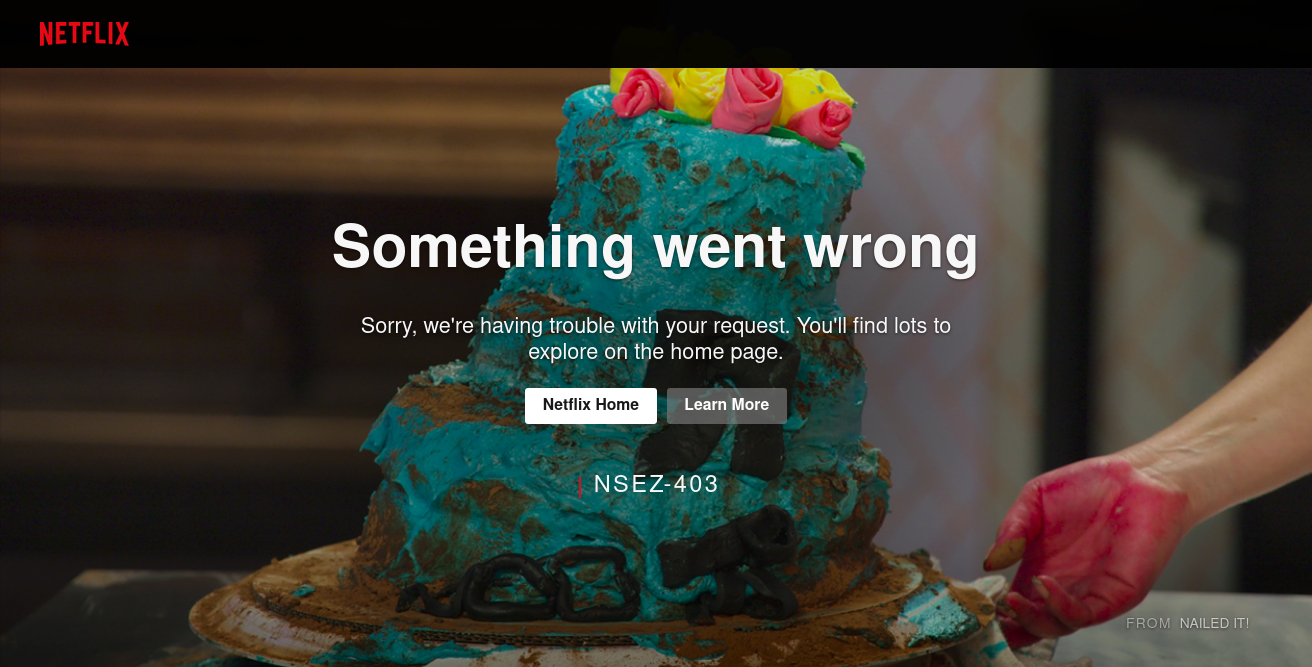 NETFLIX
Something went wrong
Sorry, we're having trouble with your request. You'll find lots to
explore on the home page.
Netflix Home
Learn More
NSEZ-403
FROM NAILED IT!